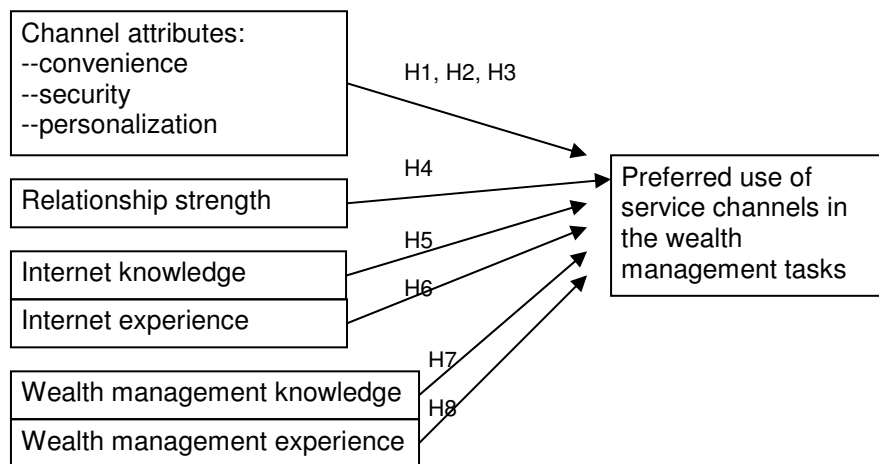 Channel attributes:
--convenience
--security
--personalization
H1, H2, H3
Relationship strength
H4
Internet knowledge
H5
Internet experience
H6
Wealth management knowledge
H7
Wealth management experience
H8
Preferred use of
service channels in
the wealth
management tasks